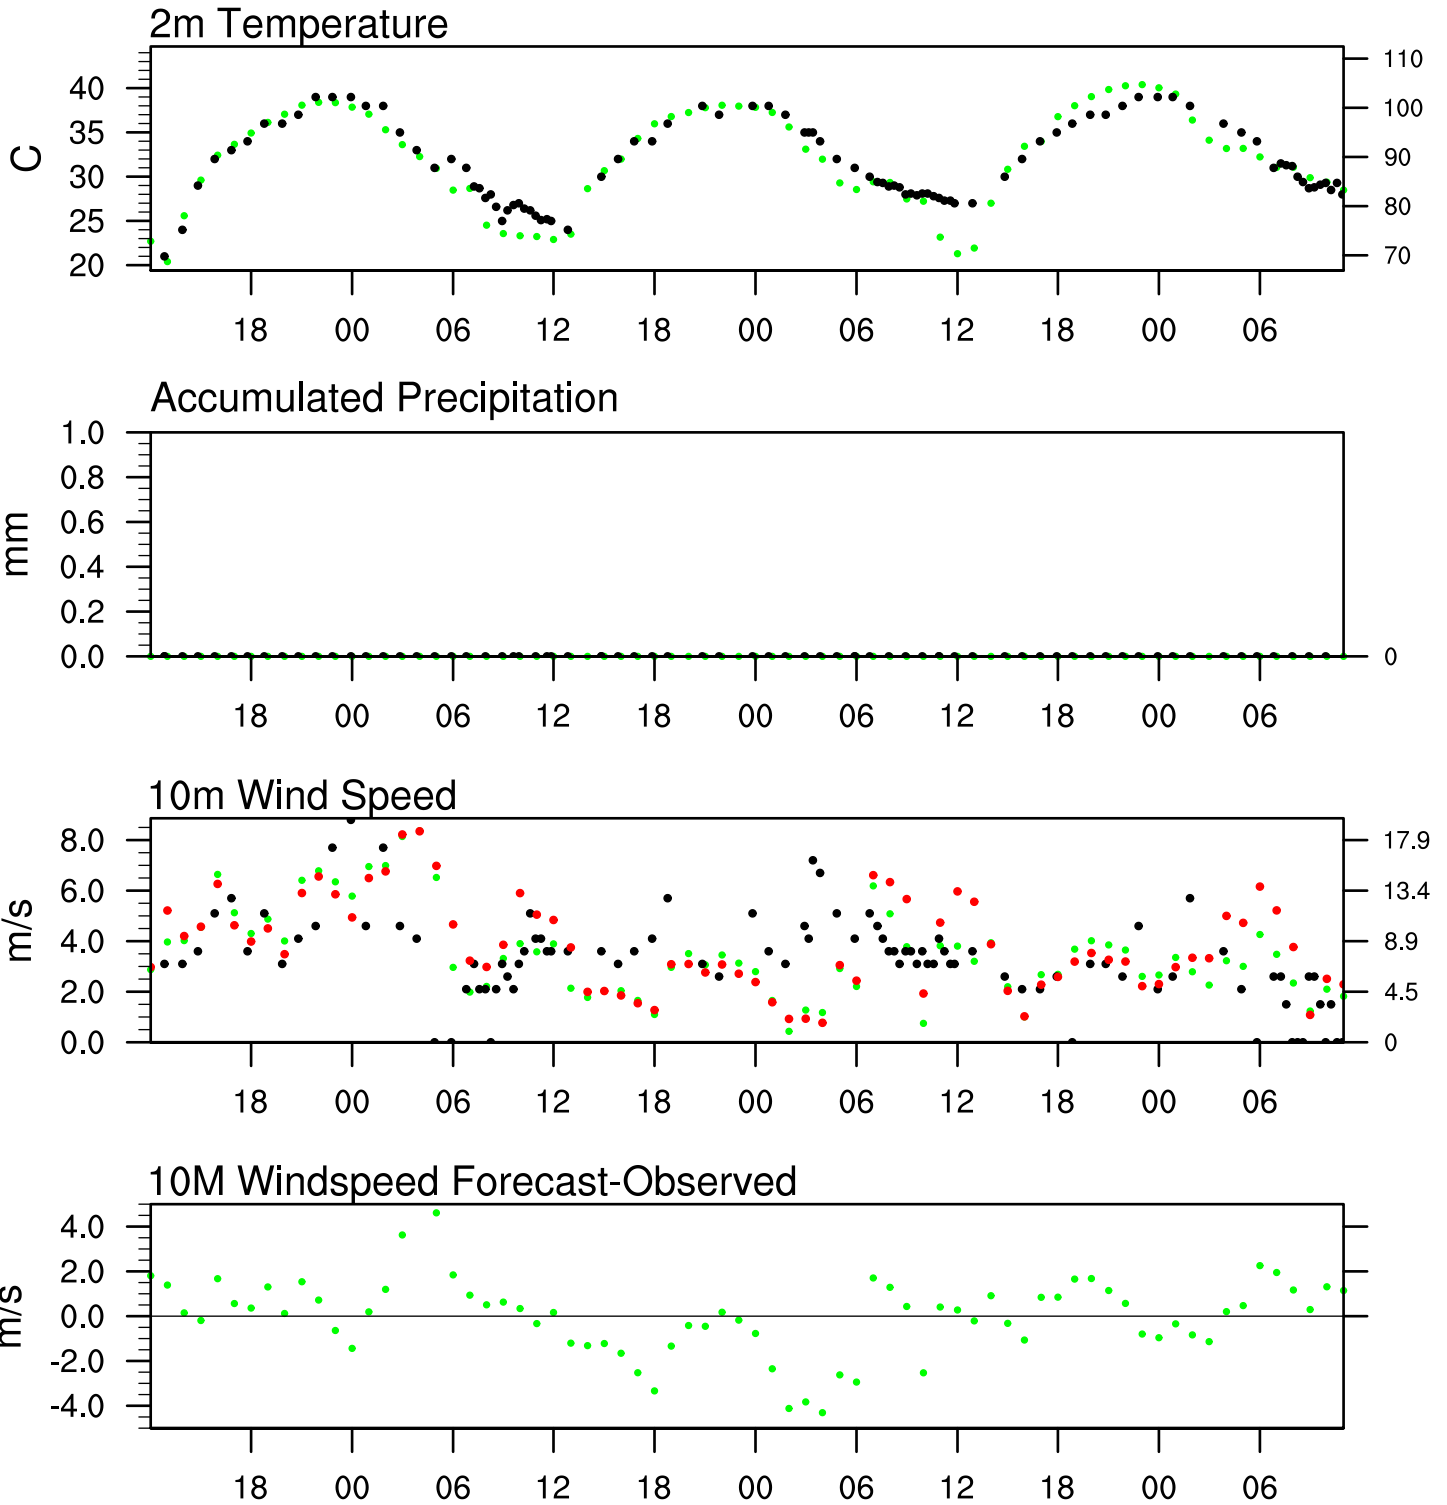 2m Temperature
C
40
35
30
25
20
110
100
90
80
70
18 00 06 12 18 00 06 12 18 00 06
Accumulated Precipitation
mm
1.0
0.8
0.6
0.4
0.2
0.0
0
18 00 06 12 18 00 06 12 18 00 06
10m Wind Speed
m/s
8.0
6.0
4.0
2.0
0.0
17.9
13.4
8.9
4.5
0
18 00 06 12 18 00 06 12 18 00 06
10M Windspeed Forecast-Observed
m/s
4.0
2.0
0.0
-2.0
-4.0
18 00 06 12 18 00 06 12 18 00 06